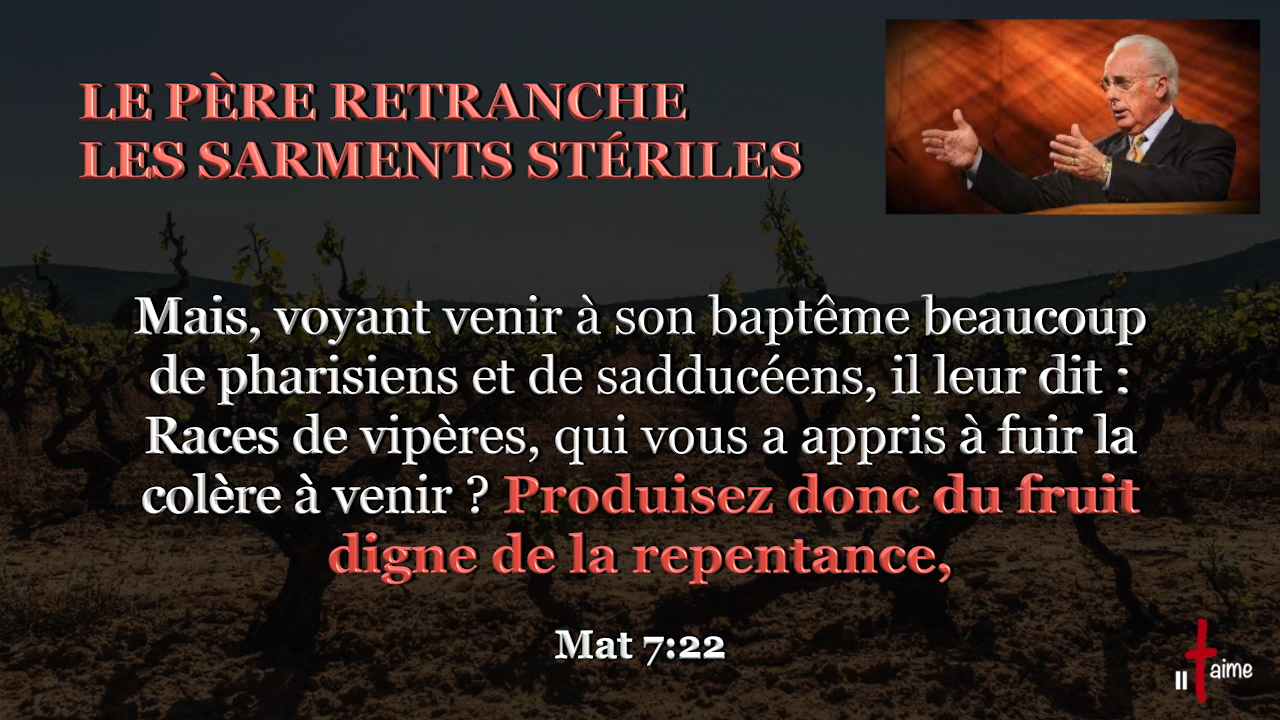 LE PÈRE RETRANCHE
LES SARMENTS STÉRILES
Mais, voyant venir à son baptême beaucoup
de pharisiens et de sadducéens, il leur dit :
Races de vipères, qui vous a appris à fuir la
colère à venir ? Produisez donc du fruit
digne de la repentance,
Mat 7:22
Il t aime